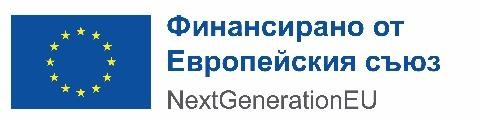 Финансирано от
Европейския съюз
NextGenerationEU